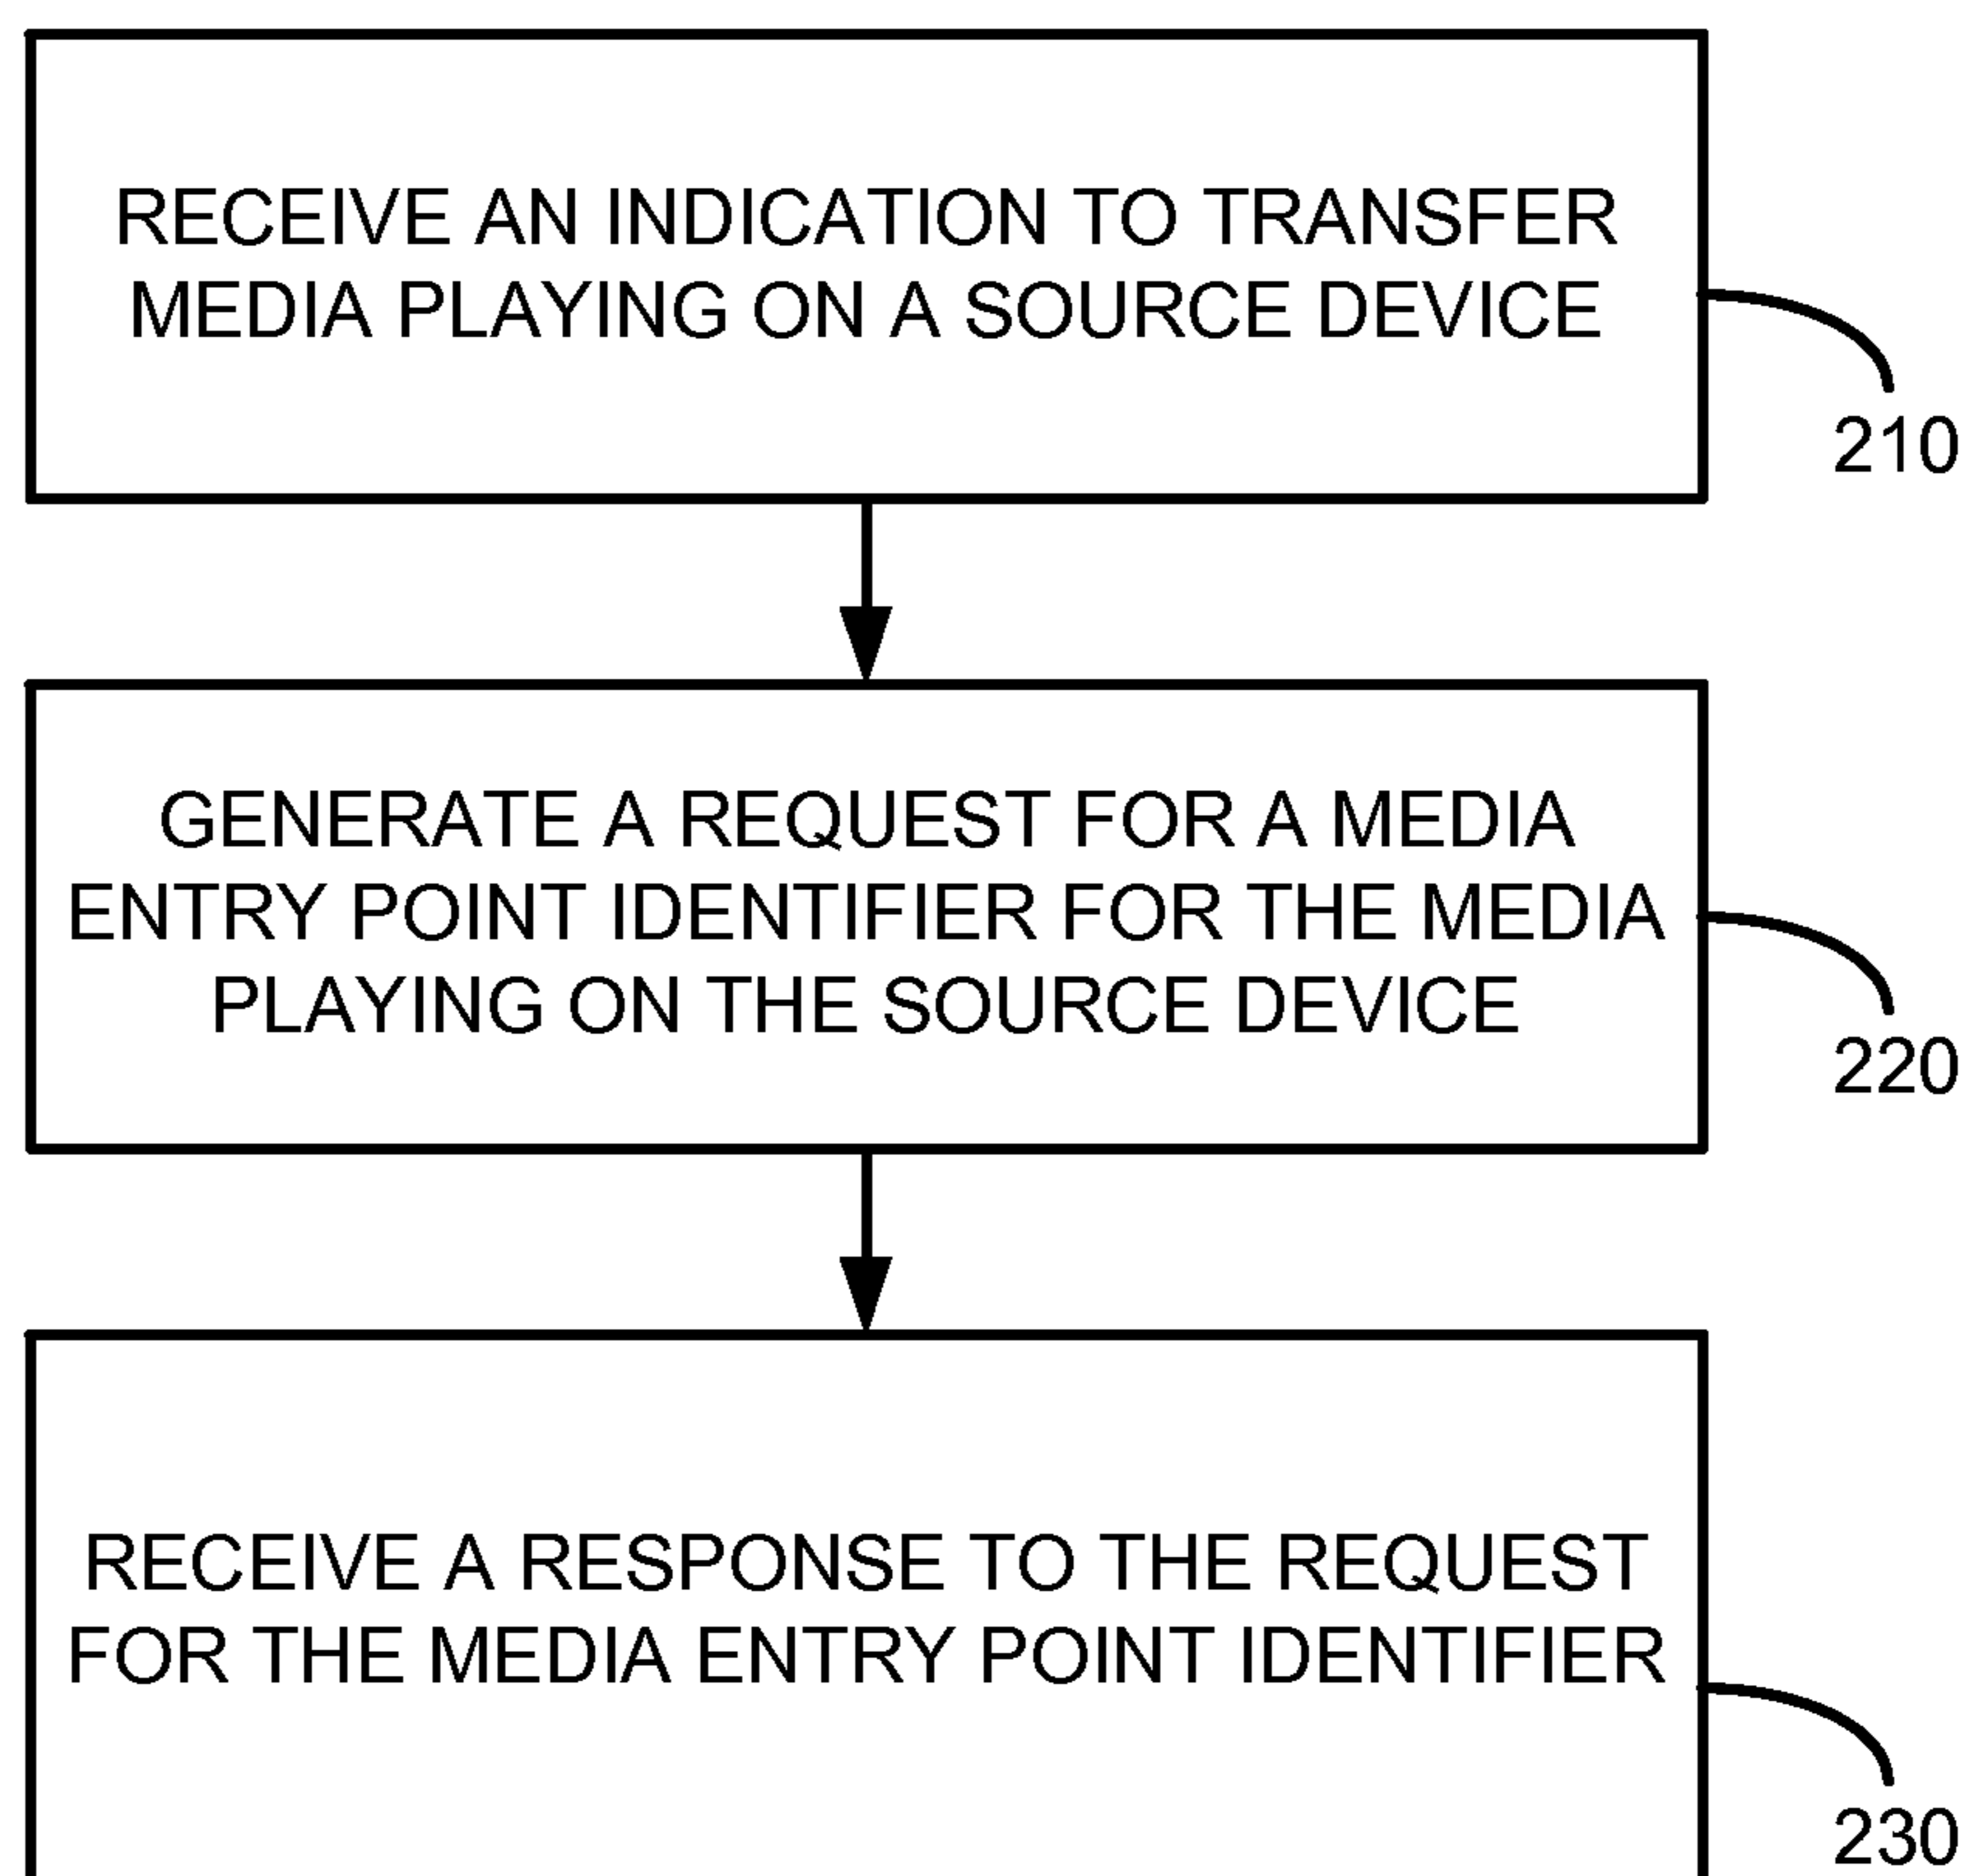 RECEIVE AN INDICATION TO TRANSFER
MEDIA PLAYING ON A SOURCE DEVICE
210
GENERATE A REQUEST FOR A MEDIA
ENTRY POINT IDENTIFIER FOR THE MEDIA
PLAYING ON THE SOURCE DEVICE
220
RECEIVE A RESPONSE TO THE REQUEST
FOR THE MEDIA ENTRY POINT IDENTIFIER
230